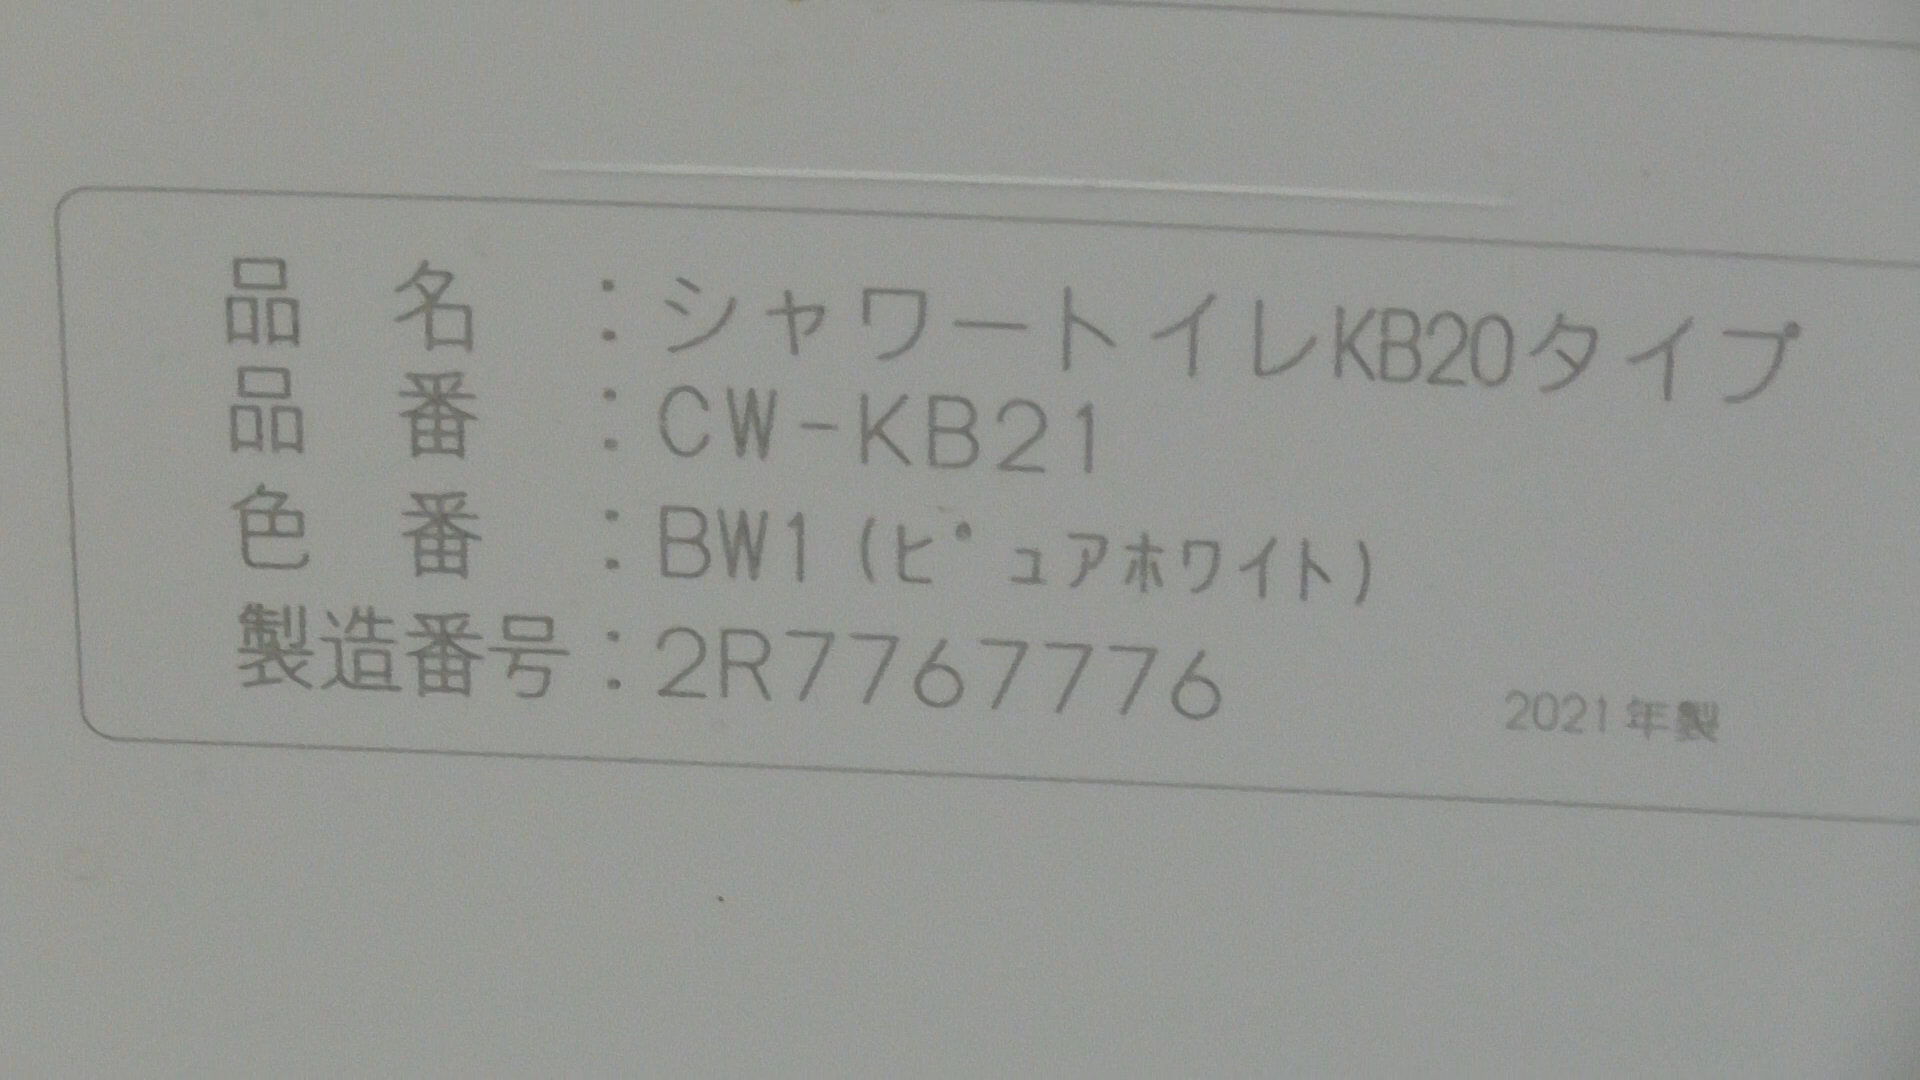 品 名 : シャワートイレKB20タイプ
品 番 : CW-KB21
色 番 : BW1 (ピュアホワイト)
製造番号 : 2R7767776
2021年製